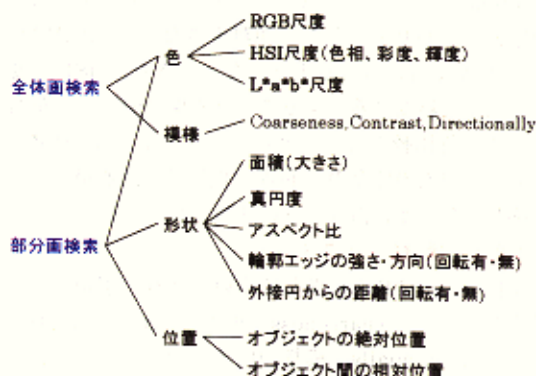 RGB尺度
色
HSI尺度(色相、彩度、輝度)
全体画検索
L*a*b*尺度
模様
Coarseness,Contrast,Directionally
面積(大きさ)
真円度
形状
アスペクト比
部分画検索
輪郭エッジの強さ・方向(回転有・無)
外接円からの距離(回転有・無)
位置
オブジェクトの絶対位置
オブジェクト間の相対位置